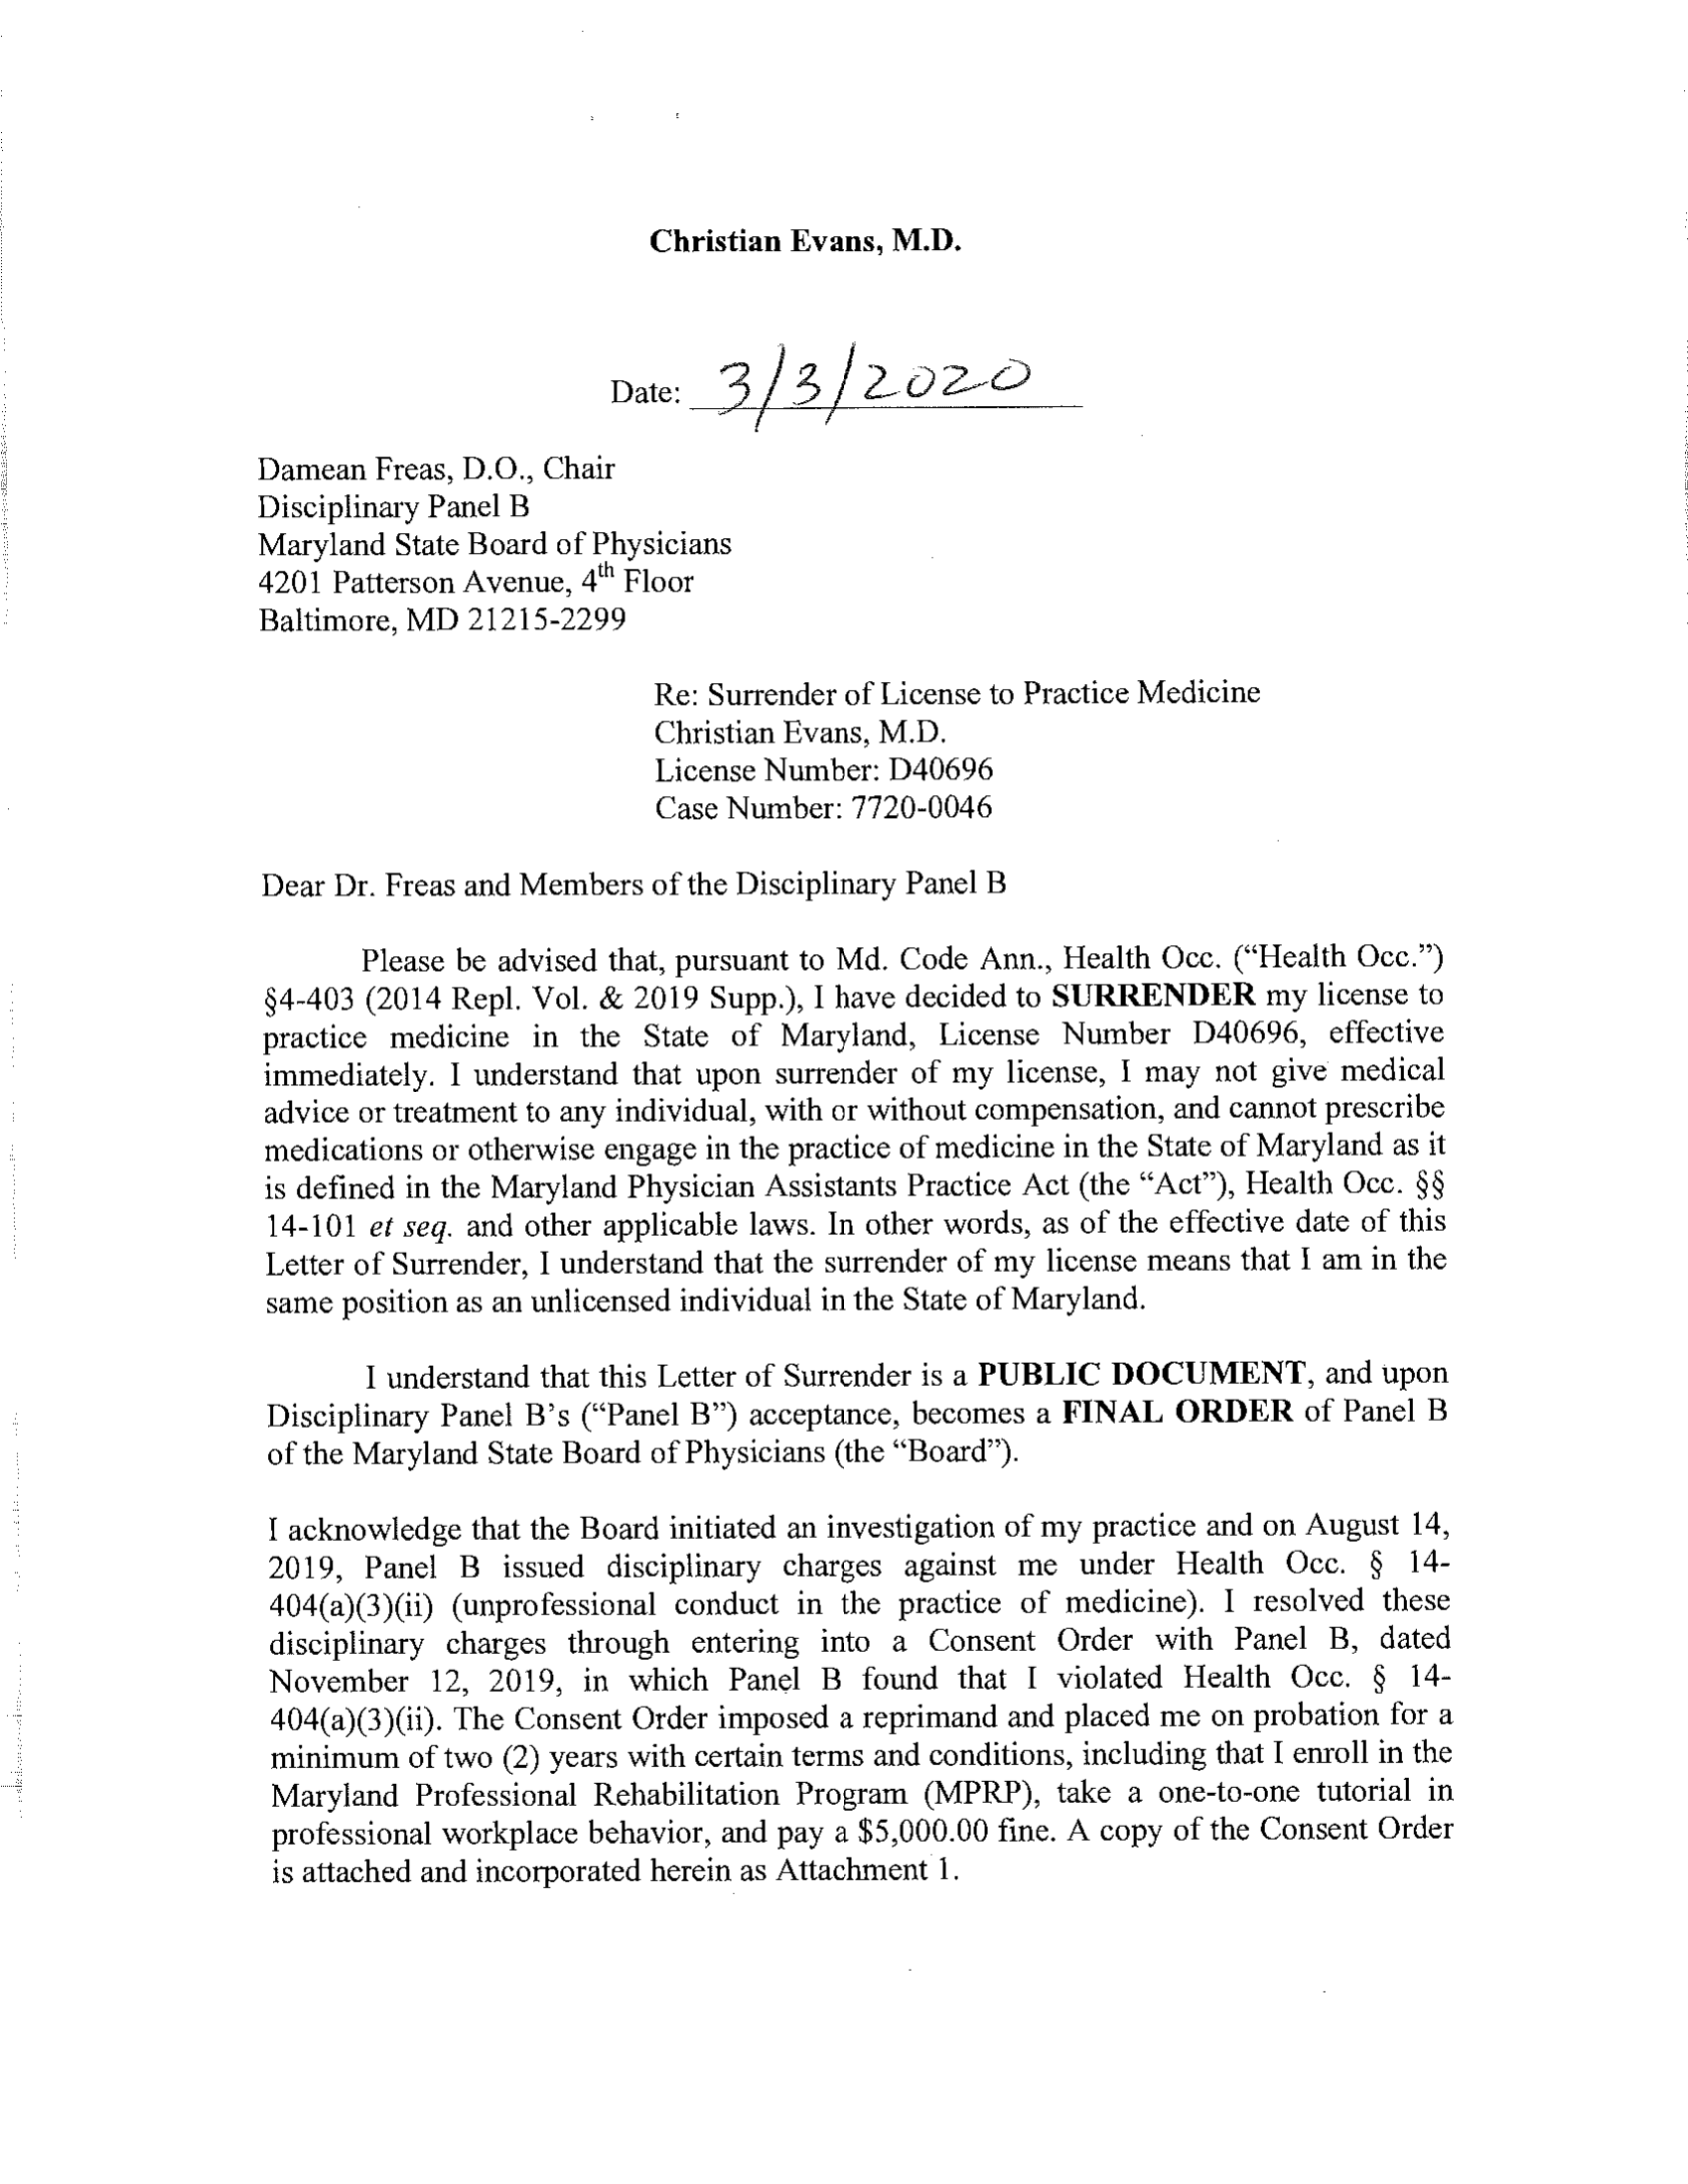 Christian Evans, M.D.
Date: 3/3/2020
Damean Freas, D.O., Chair
Disciplinary Panel B
Maryland State Board of Physicians
4201 Patterson Avenue, 4th Floor
Baltimore, MD 21215-2299
Re: Surrender of License to Practice Medicine
Christian Evans, M.D.
License Number: D40696
Case Number: 7720-0046
Dear Dr. Freas and Members of the Disciplinary Panel B
Please be advised that, pursuant to Md. Code Ann., Health Occ. (“Health Occ.”)
§4-403 (2014 Repl. Vol. & 2019 Supp.), I have decided to SURRENDER my license to
practice medicine in the State of Maryland, License Number D40696, effective
immediately. I understand that upon surrender of my license, I may not give medical
advice or treatment to any individual, with or without compensation, and cannot prescribe
medications or otherwise engage in the practice of medicine in the State of Maryland as it
is defined in the Maryland Physician Assistants Practice Act (the “Act”), Health Occ. §§
14-101 et seq. and other applicable laws. In other words, as of the effective date of this
Letter of Surrender, I understand that the surrender of my license means that I am in the
same position as an unlicensed individual in the State of Maryland.
I understand that this Letter of Surrender is a PUBLIC DOCUMENT, and upon
Disciplinary Panel B’s (“Panel B”) acceptance, becomes a FINAL ORDER of Panel B
of the Maryland State Board of Physicians (the “Board”).
I acknowledge that the Board initiated an investigation of my practice and on August 14,
2019, Panel B issued disciplinary charges against me under Health Occ. § 14-
404(a)(3)(ii) (unprofessional conduct in the practice of medicine). I resolved these
disciplinary charges through entering into a Consent Order with Panel B, dated
November 12, 2019, in which Panel B found that I violated Health Occ. § 14-
404(a)(3)(ii). The Consent Order imposed a reprimand and placed me on probation for a
minimum of two (2) years with certain terms and conditions, including that I enroll in the
Maryland Professional Rehabilitation Program (MPRP), take a one-to-one tutorial in
professional workplace behavior, and pay a $5,000.00 fine. A copy of the Consent Order
is attached and incorporated herein as Attachment 1.